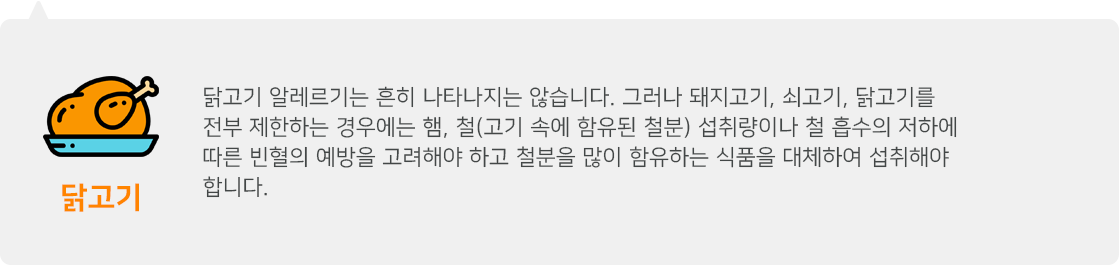 닭고기 알레르기는 흔히 나타나지는 않습니다. 그러나 돼지고기, 쇠고기, 닭고기를
전부 제한하는 경우에는 햄, 철(고기 속에 함유된 철분) 섭취량이나 철 흡수의 저하에
따른 빈혈의 예방을 고려해야 하고 철분을 많이 함유하는 식품을 대체하여 섭취해야
합니다.
닭고기